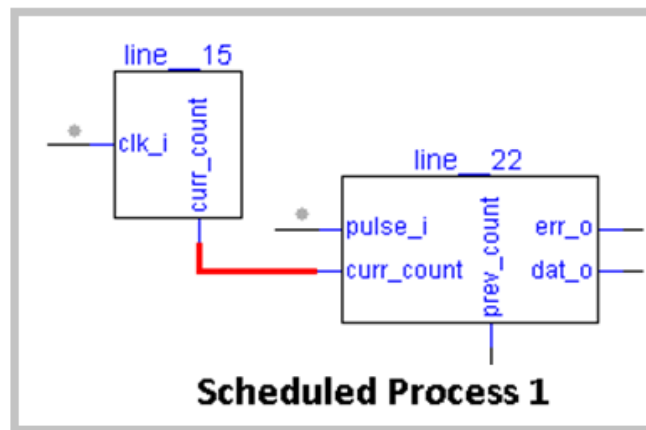 line__15
clk_i
curr_count
line__22
pulse_i
curr_count
prev_count
err_o
dat_o
Scheduled Process 1